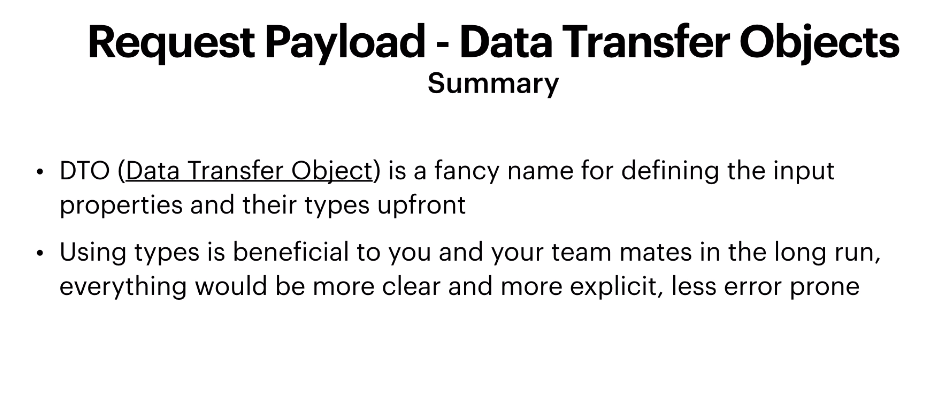 Request Payload - Data Transfer Objects
Summary
• DTO (Data Transfer Object) is a fancy name for defining the input
properties and their types upfront
• Using types is beneficial to you and your team mates in the long run,
everything would be more clear and more explicit, less error prone